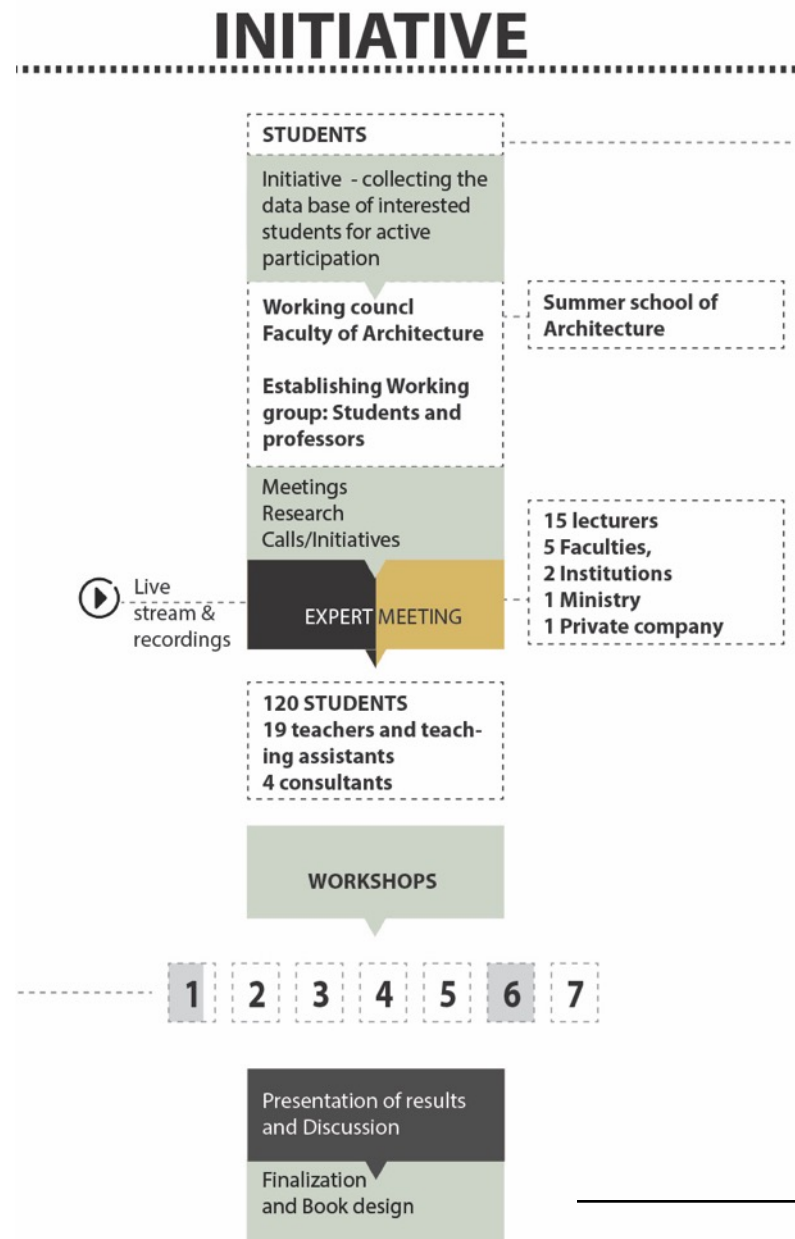 INITIATIVE
STUDENTS
Initiative - collecting the
data base of interested
students for active
participation
Working councl
Faculty of Architecture
Summer school of
Architecture
Establishing Working
group: Students and
professors
Meetings
Research
Calls/Initiatives
15 lecturers
5 Faculties,
2 Institutions
1 Ministry
1 Private company
Live
stream &
recordings
EXPERT MEETING
120 STUDENTS
19 teachers and teach-
ing assistants
4 consultants
WORKSHOPS
1 2 3 4 5 6 7
Presentation of results
and Discussion
Finalization
and Book design